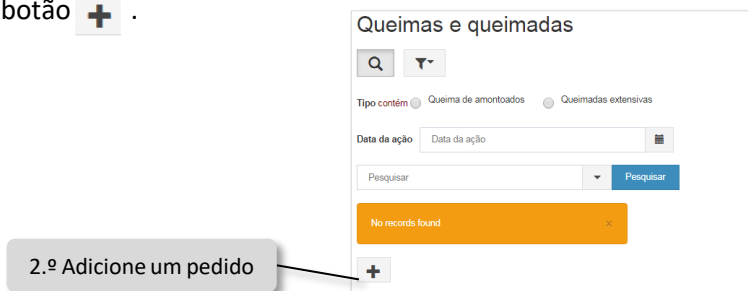 botão + .
Queimas e queimadas
Tipo contém Queima de amontoados Queimadas extensivas
Data da ação Data da ação
Pesquisar Pesquisar
No records found ×
2.º Adicione um pedido
+